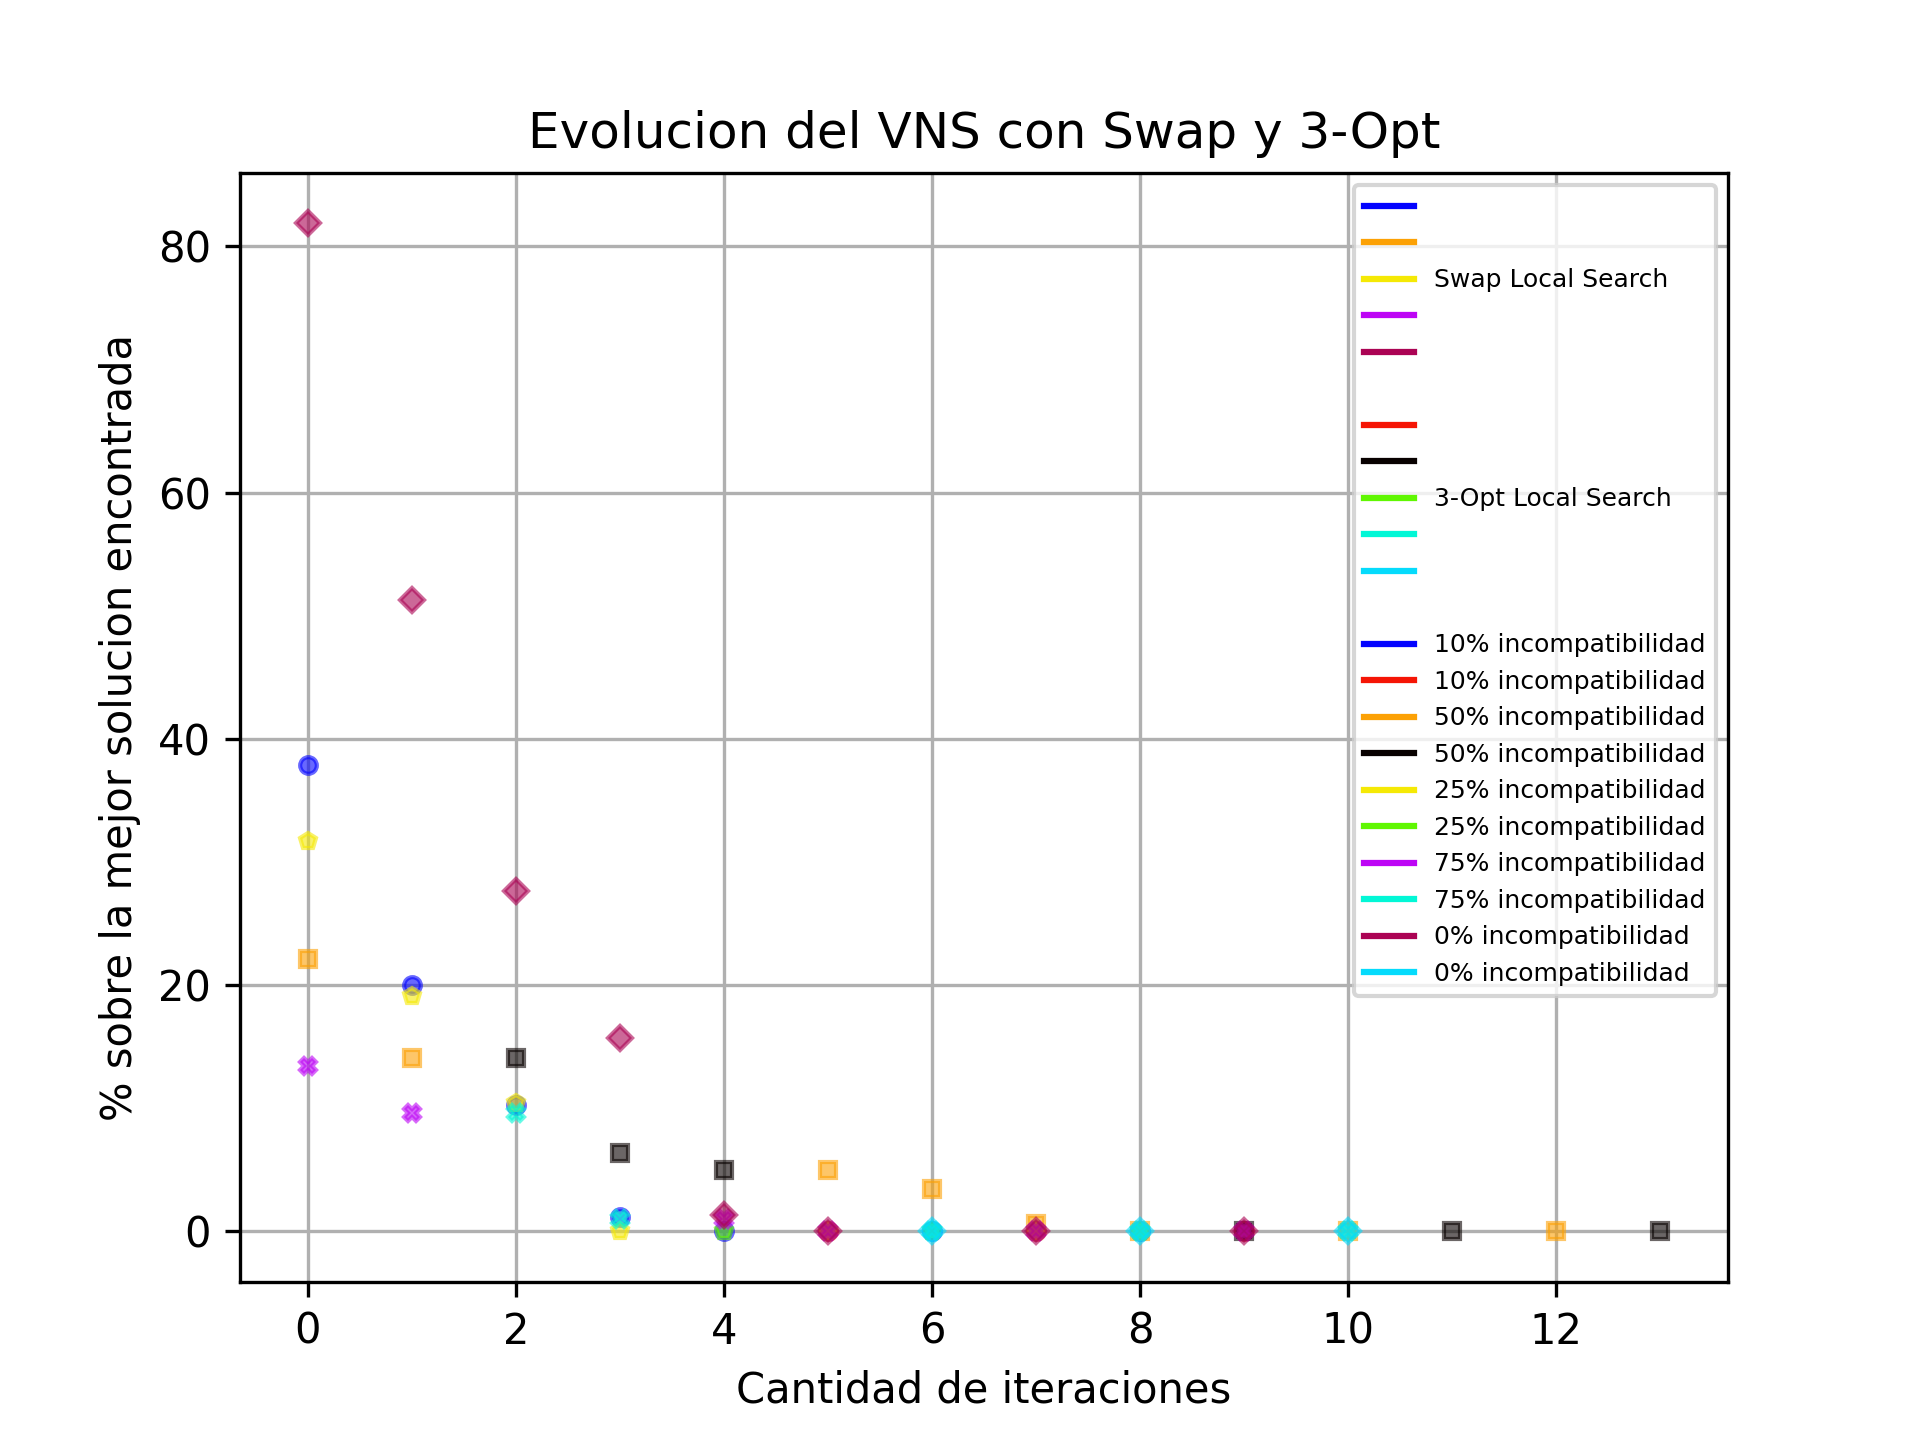 Evolucion del VNS con Swap y 3-Opt
% sobre la mejor solucion encontrada
80
60
40
20
0
Swap Local Search
3-Opt Local Search
10% incompatibilidad
10% incompatibilidad
50% incompatibilidad
50% incompatibilidad
25% incompatibilidad
25% incompatibilidad
75% incompatibilidad
75% incompatibilidad
0% incompatibilidad
0% incompatibilidad
0 2 4 6 8 10 12
Cantidad de iteraciones